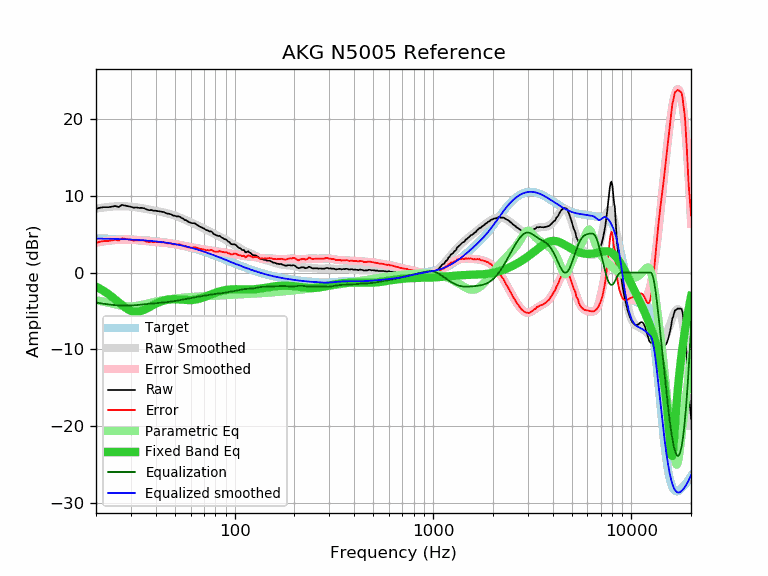 AKG N5005 Reference
Amplitude (dBr)
20
10
0
−10
−20
−30
Target
Raw Smoothed
Error Smoothed
Raw
Error
Parametric Eq
Fixed Band Eq
Equalization
Equalized smoothed
100
1000
10000
Frequency (Hz)